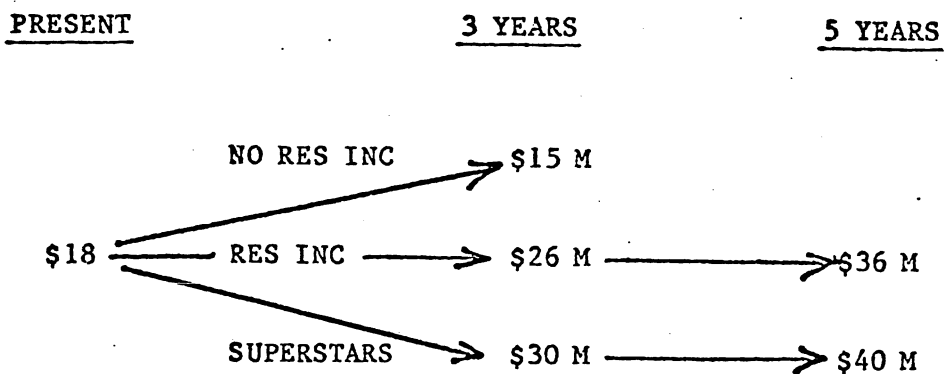 PRESENT 3 YEARS 5 YEARS
NO RES INC $15 M
$18 RES INC $26 M $36 M
SUPERSTARS $30 M $40 M